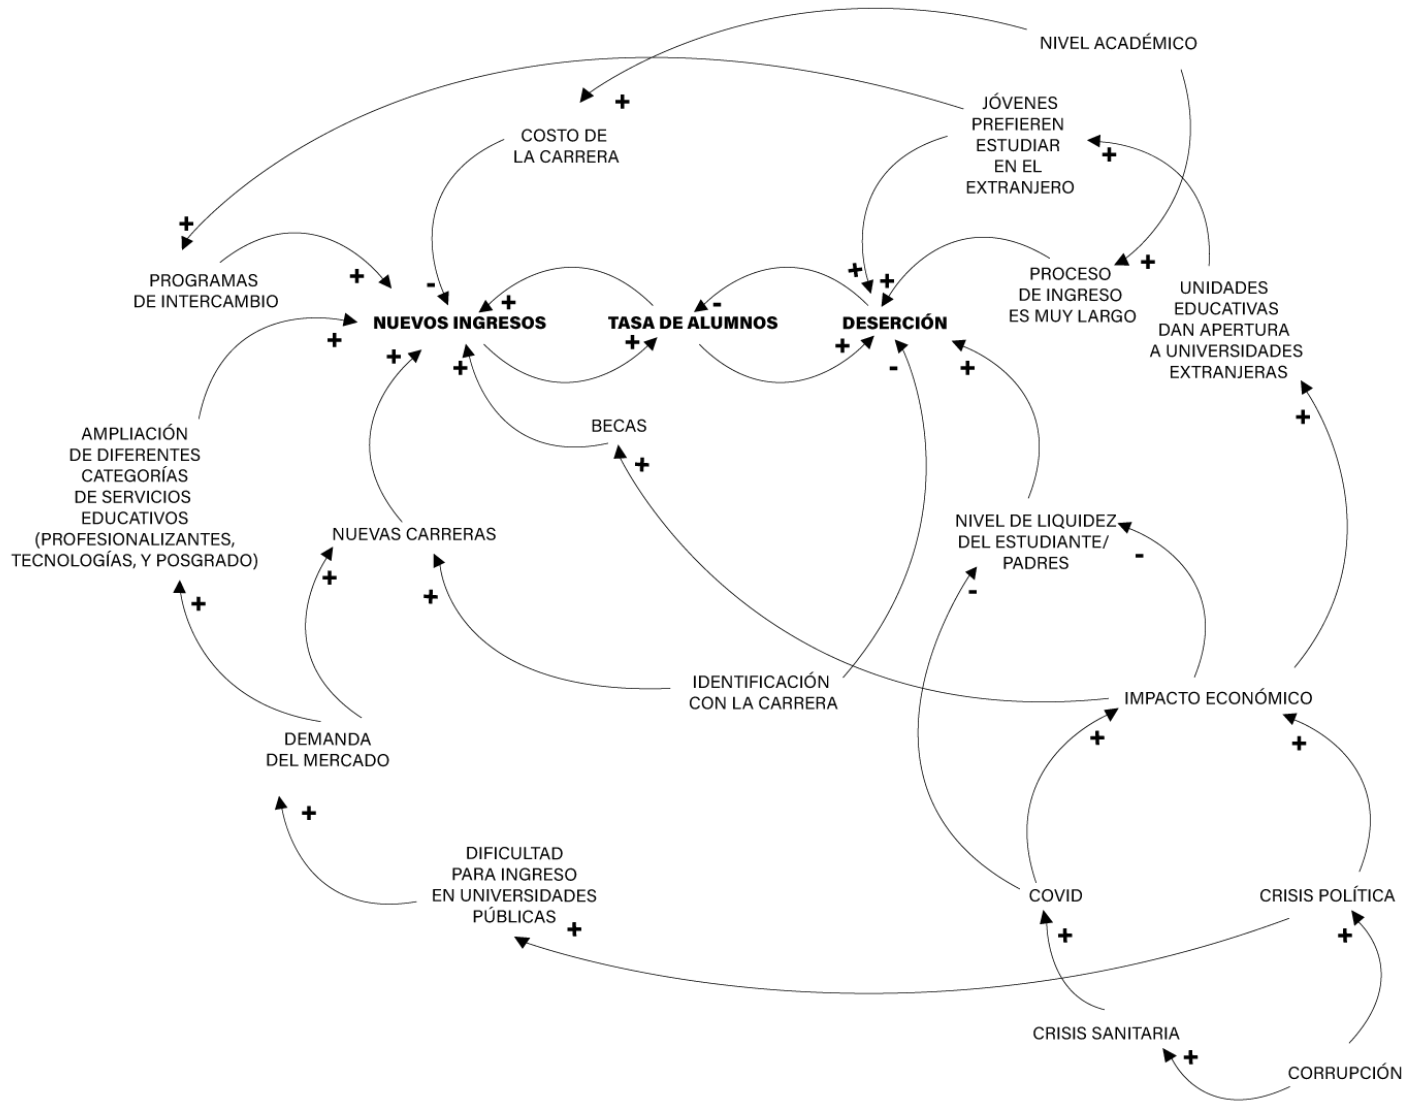 NIVEL ACADÉMICO
+
JÓVENES
PREFIEREN
ESTUDIAR
EN EL
EXTRANJERO
+
COSTO DE
LA CARRERA
+
PROGRAMAS
DE INTERCAMBIO
+
-
+
+
-
+
+
PROCESO
DE INGRESO
ES MUY LARGO
+
UNIDADES
EDUCATIVAS
DAN APERTURA
A UNIVERSIDADES
EXTRANJERAS
+
NUEVOS INGRESOS
TASA DE ALUMNOS
DESERCIÓN
+
+
+
+
-
+
+
BECAS
+
AMPLIACIÓN
DE DIFERENTES
CATEGORÍAS
DE SERVICIOS
EDUCATIVOS
(PROFESIONALIZANTES,
TECNOLOGÍAS, Y POSGRADO)
+
NUEVAS CARRERAS
+
+
NIVEL DE LIQUIDEZ
DEL ESTUDIANTE/
PADRES
-
-
IDENTIFICACIÓN
CON LA CARRERA
IMPACTO ECONÓMICO
+
+
DEMANDA
DEL MERCADO
+
DIFICULTAD
PARA INGRESO
EN UNIVERSIDADES
PÚBLICAS
+
COVID
+
CRISIS POLÍTICA
+
CRISIS SANITARIA
+
CORRUPCIÓN